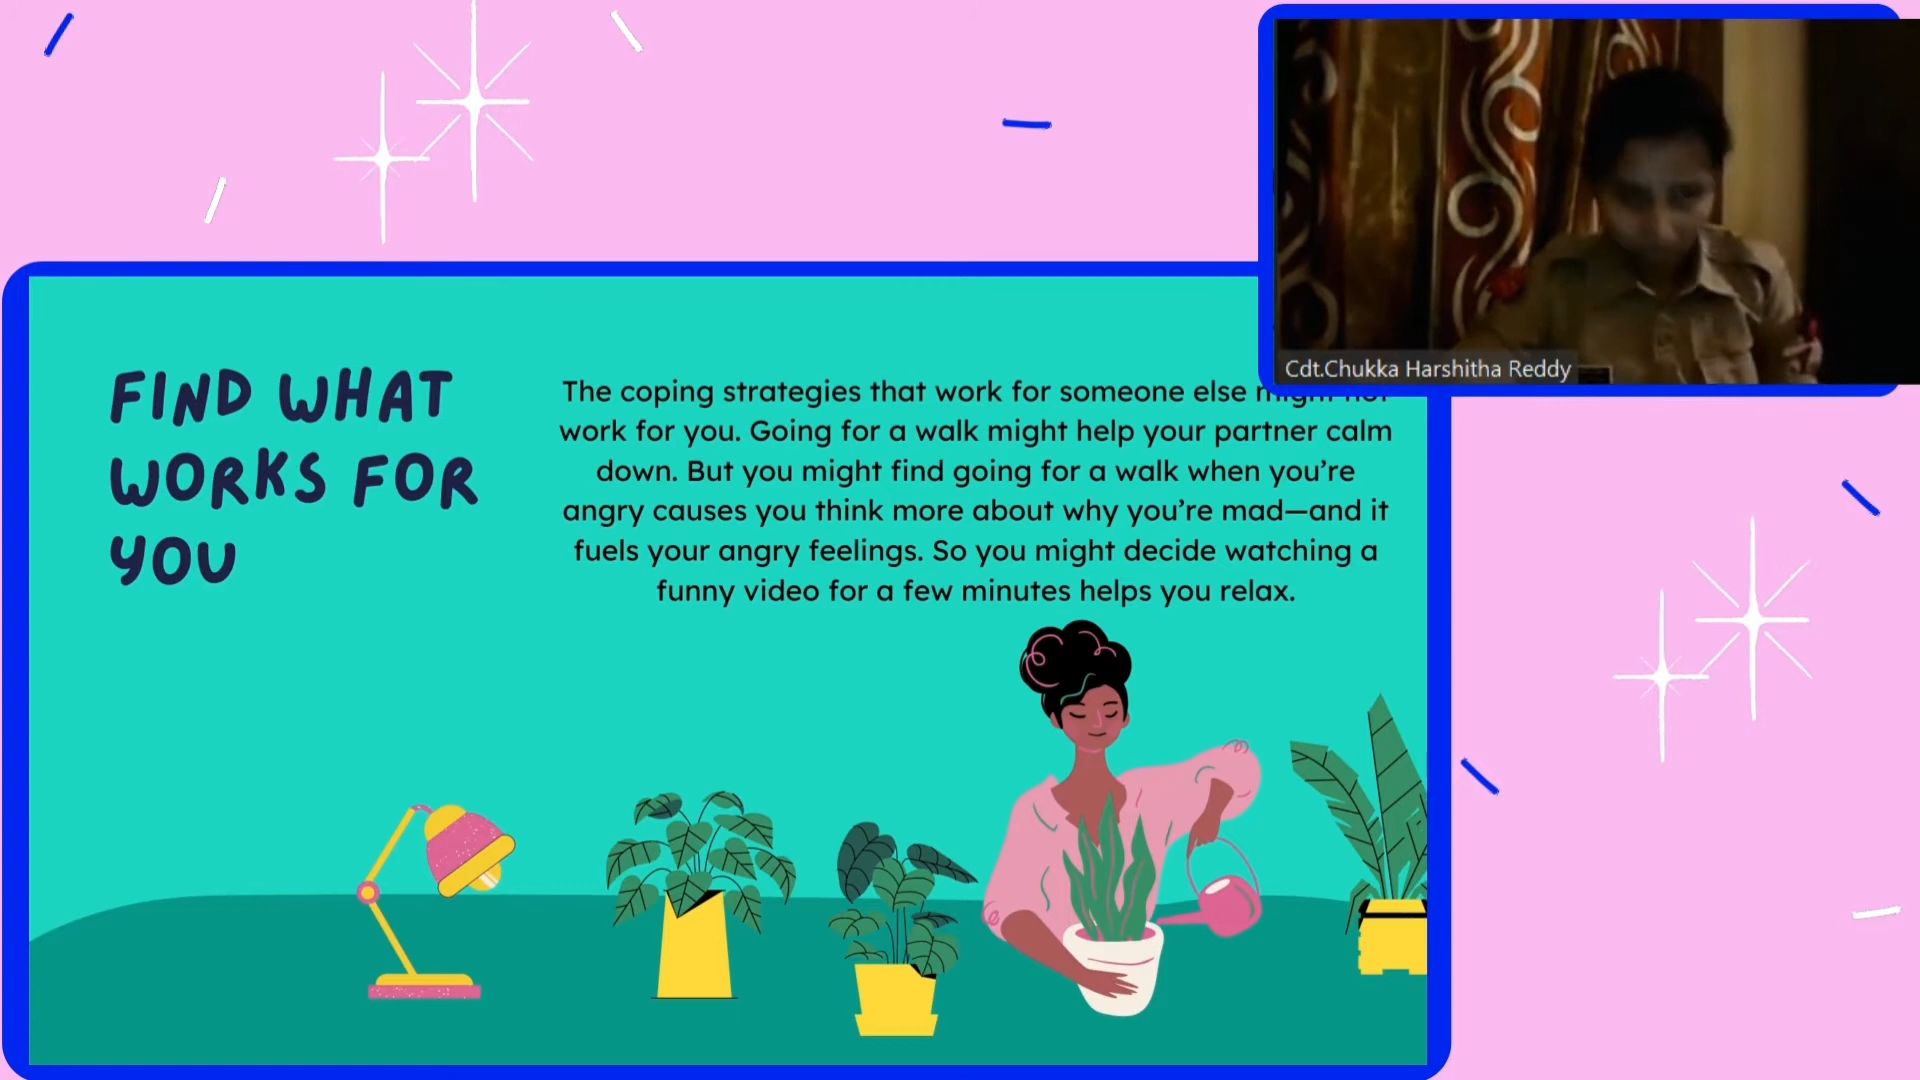 Cdt.Chukka Harshitha Reddy
FIND WHAT
WORKS FOR
YOU
The coping strategies that work for someone else might not
work for you. Going for a walk might help your partner calm
down. But you might find going for a walk when you’re
angry causes you think more about why you’re mad—and it
fuels your angry feelings. So you might decide watching a
funny video for a few minutes helps you relax.